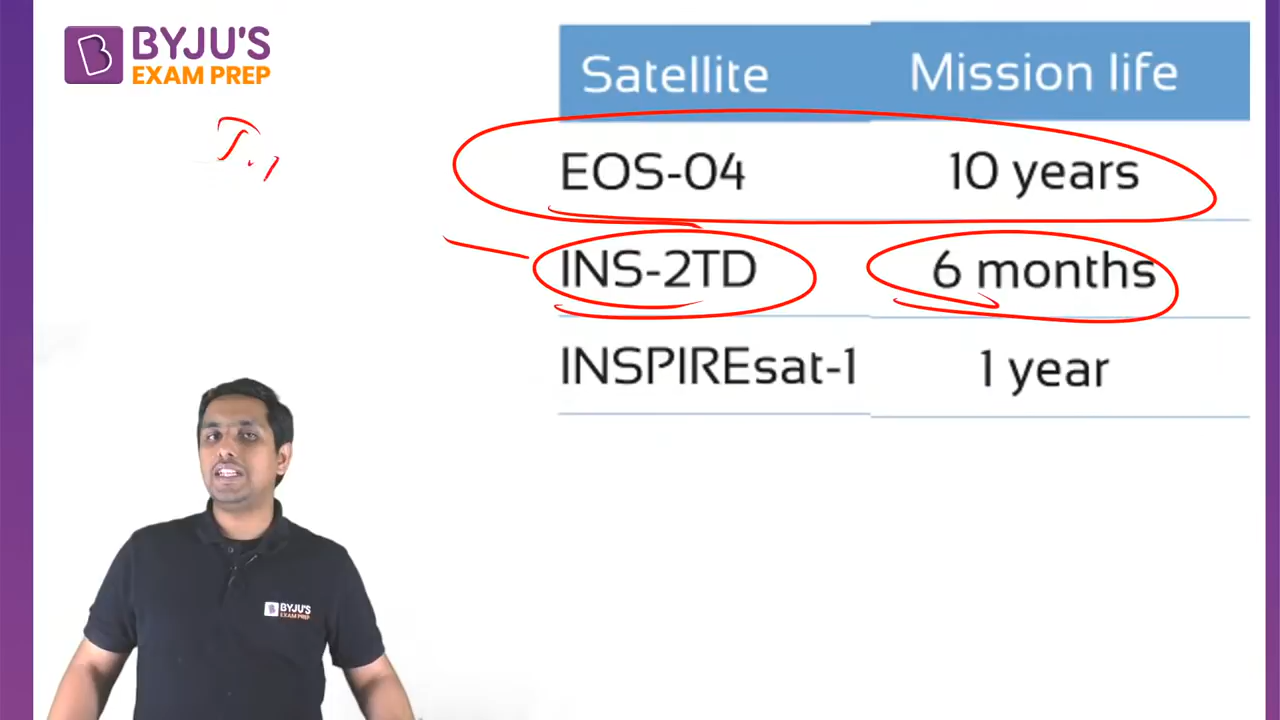 BYJU'S
EXAM PREP
Satellite Mission life
EOS-04 10 years
INS-2TD 6 months
INSPIREsat-1 1 year
BYJU'S
EXAM PREP